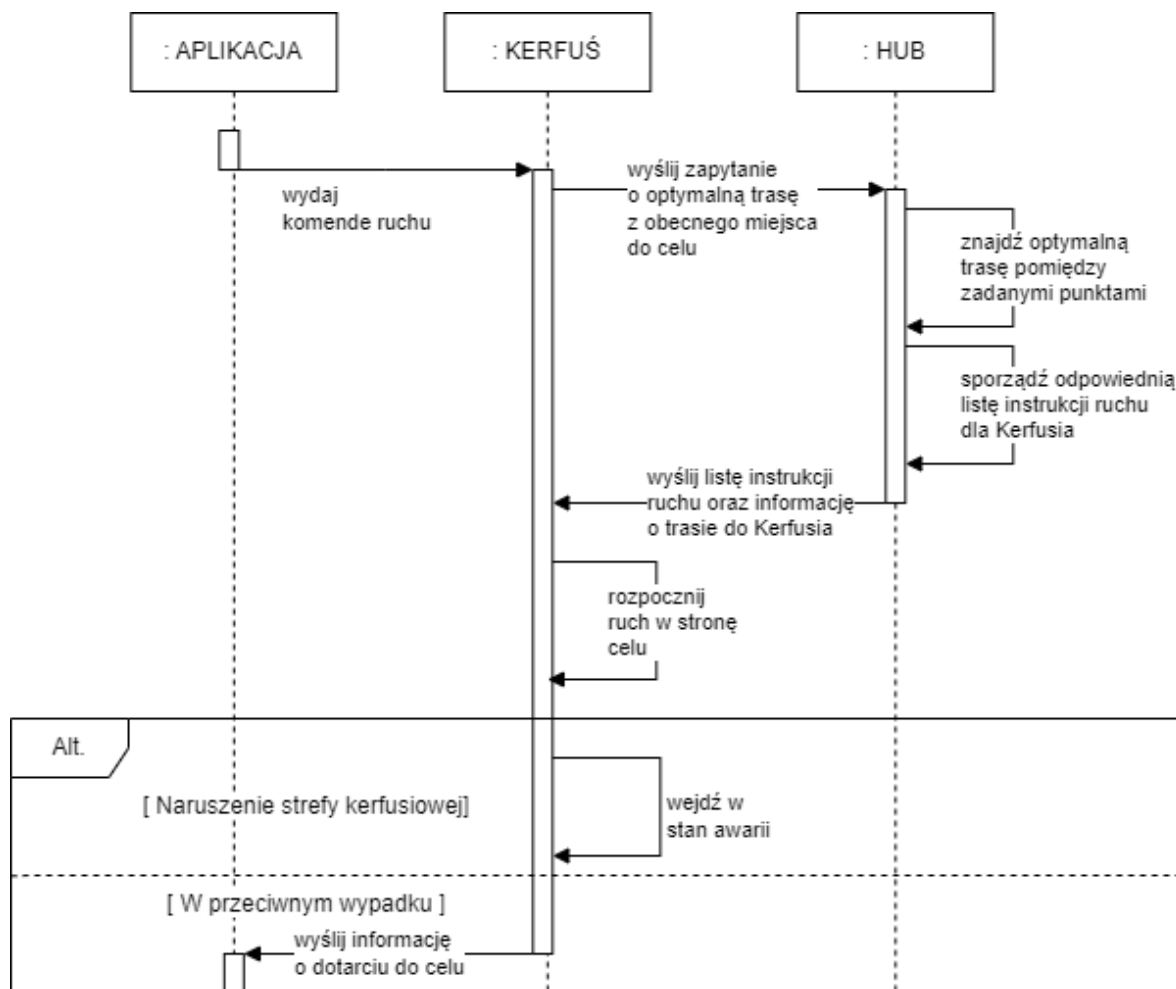 : APLIKACJA
: KERFUŚ
: HUB
wydaj
komende ruchu
wyślij zapytanie
o optymalną trasę
z obecnego miejsca
do celu
znajdź optymalną
trasę pomiędzy
zadanymi punktami
sporządź odpowiednią
listę instrukcji ruchu
dla Kerfusia
wyślij listę instrukcji
ruchu oraz informację
o trasie do Kerfusia
rozpocznij
ruch w stronę
celu
Alt.
[ Naruszenie strefy kerfusiowej]
wejdź w
stan awarii
[ W przeciwnym wypadku ]
wyślij informację
o dotarciu do celu